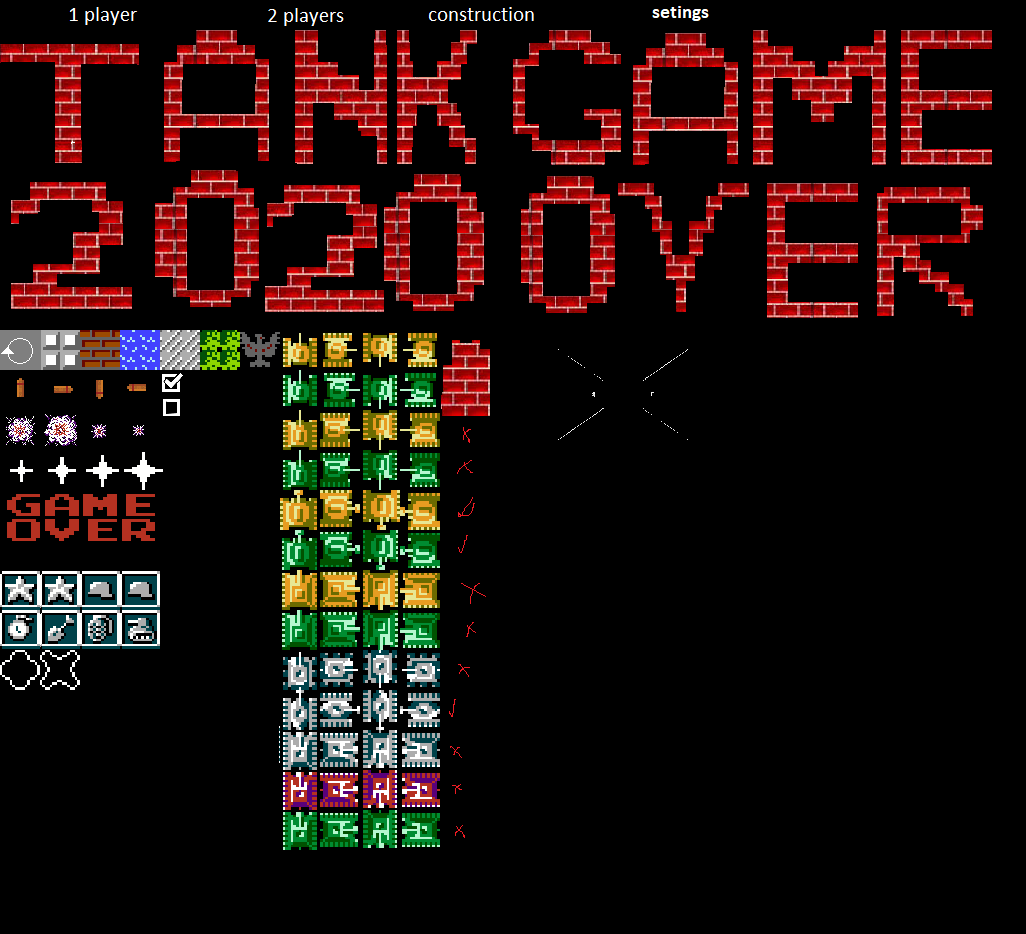 1 player 2 players construction setings
TANK GAME
2020 OVER
GAME
OVER